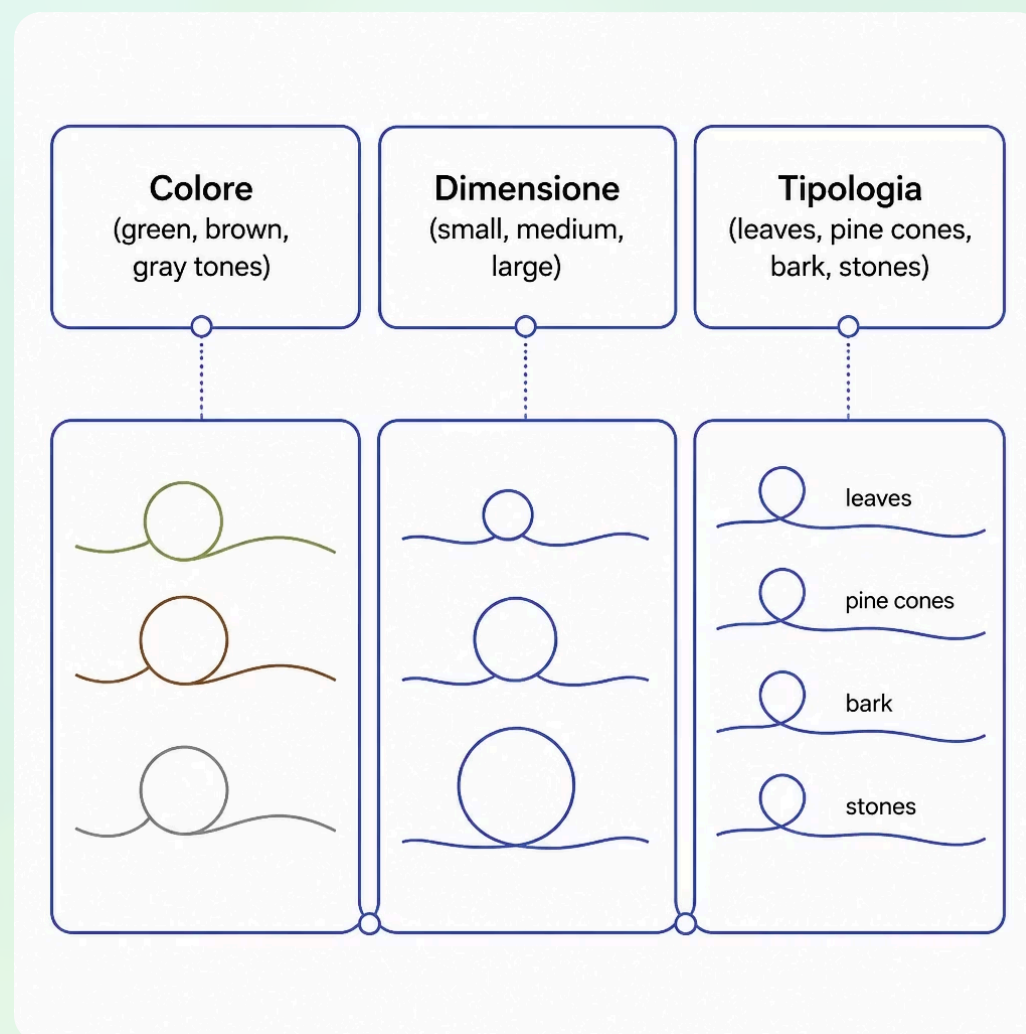 Colore
(green, brown,
gray tones)
Dimensione
(small, medium,
large)
Tipologia
(leaves, pine cones,
bark, stones)
leaves
pine cones
bark
stones